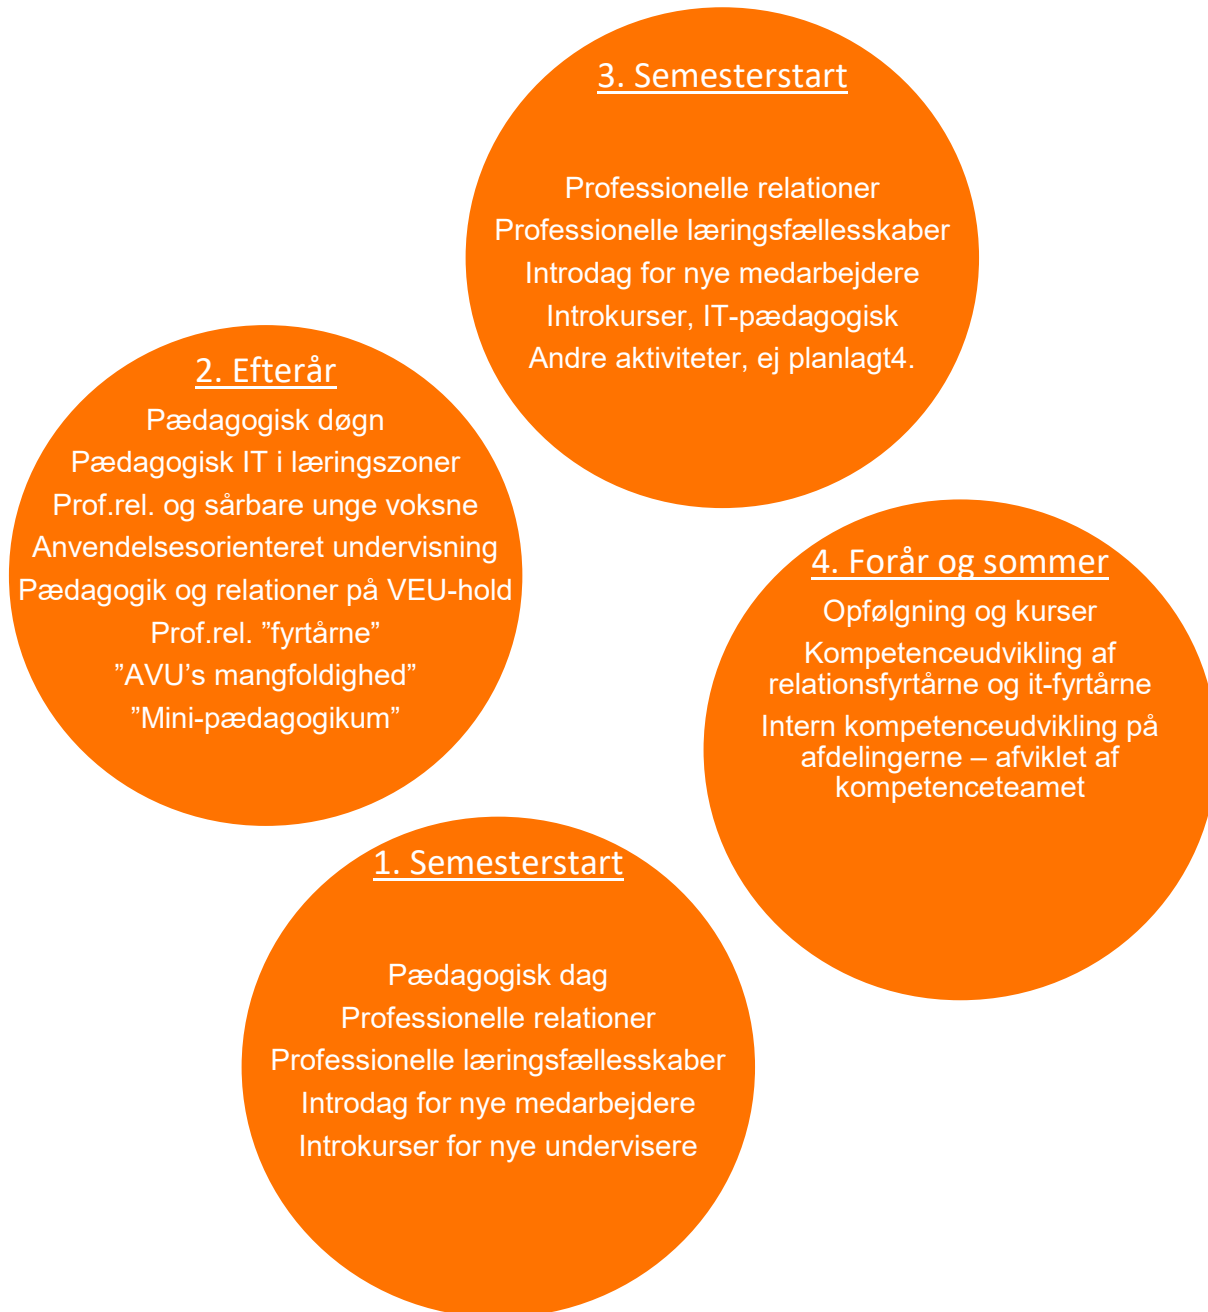 3. Semesterstart
Professionelle relationer
Professionelle læringsfællesskaber
Introdag for nye medarbejdere
Introkurser, IT-pædagogisk
Andre aktiviteter, ej planlagt4.
2. Efterår
Pædagogisk døgn
Pædagogisk IT i læringszoner
Prof.rel. og sårbare unge voksne
Anvendelsesorienteret undervisning
Pædagogik og relationer på VEU-hold
Prof.rel. ”fyrtårne”
”AVU’s mangfoldighed”
”Mini-pædagogikum”
4. Forår og sommer
Opfølgning og kurser
Kompetenceudvikling af
relationsfyrtårne og it-fyrtårne
Intern kompetenceudvikling på
afdelingerne – afviklet af
kompetenceteamet
1. Semesterstart
Pædagogisk dag
Professionelle relationer
Professionelle læringsfællesskaber
Introdag for nye medarbejdere
Introkurser for nye undervisere